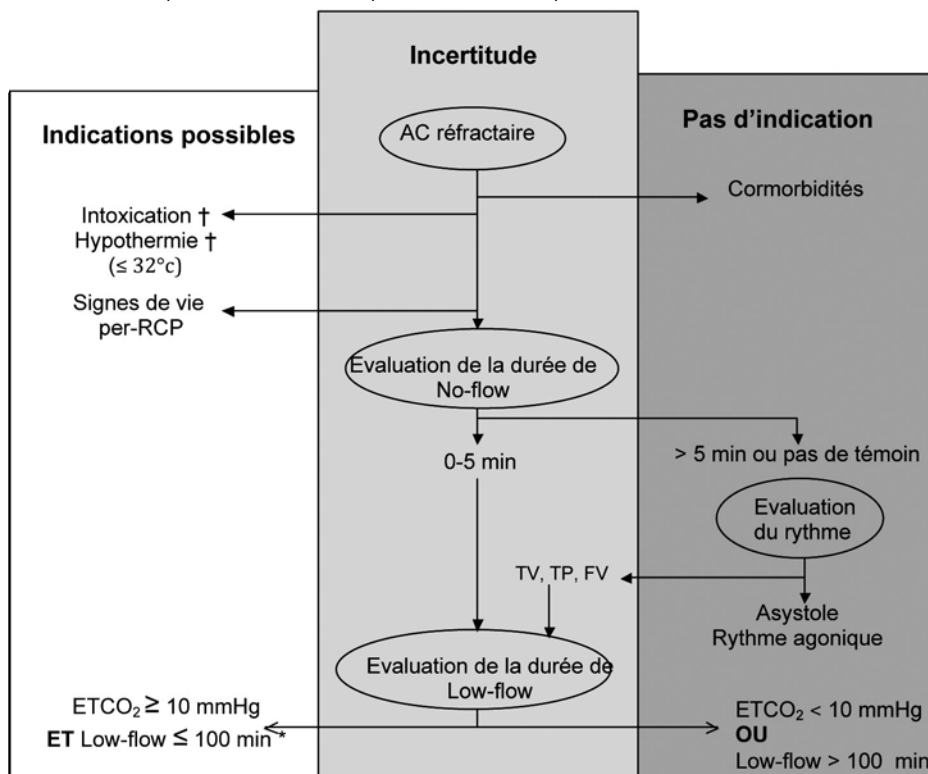 Incertitude
Indications possibles
AC réfractaire
Pas d'indication
Cormorbidités
Intoxication †
Hypothermie †
(≤ 32°c)
Signes de vie
per-RCP
Evaluation de la durée de
No-flow
0-5 min
> 5 min ou pas de témoin
Evaluation
du rythme
TV, TP, FV
Asystole
Rythme agonique
Evaluation de la durée de
Low-flow
ETCO₂ ≥ 10 mmHg
ET Low-flow ≤ 100 min *
ETCO₂ < 10 mmHg
OU
Low-flow > 100 min